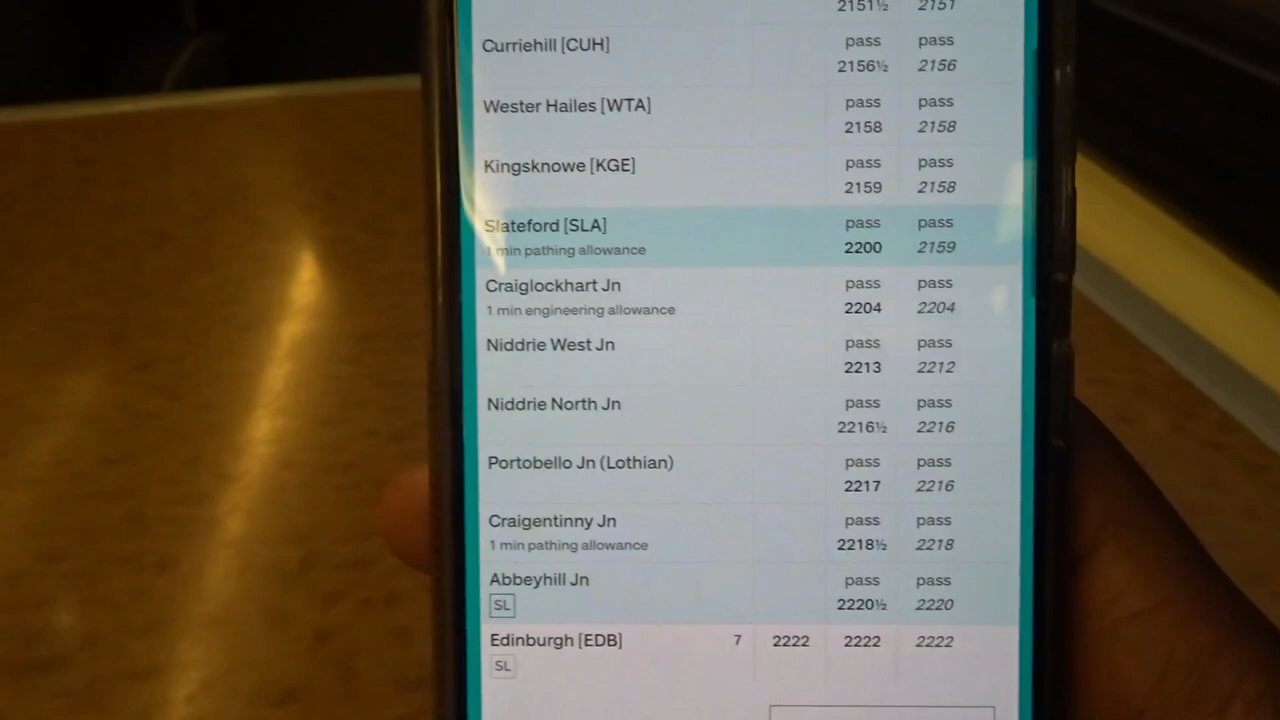 2151½ 2151
Curriehill [CUH] pass pass
2156½ 2156
Wester Hailes [WTA] pass pass
2158 2158
Kingsknowe [KGE] pass pass
2159 2158
Slateford [SLA] pass pass
1 min pathing allowance 2200 2159
Craiglockhart Jn pass pass
1 min engineering allowance 2204 2204
Niddrie West Jn pass pass
2213 2212
Niddrie North Jn pass pass
2216½ 2216
Portobello Jn (Lothian) pass pass
2217 2216
Craigentinny Jn pass pass
1 min pathing allowance 2218½ 2218
Abbeyhill Jn pass pass
SL 2220½ 2220
Edinburgh [EDB] 7 2222 2222 2222
SL